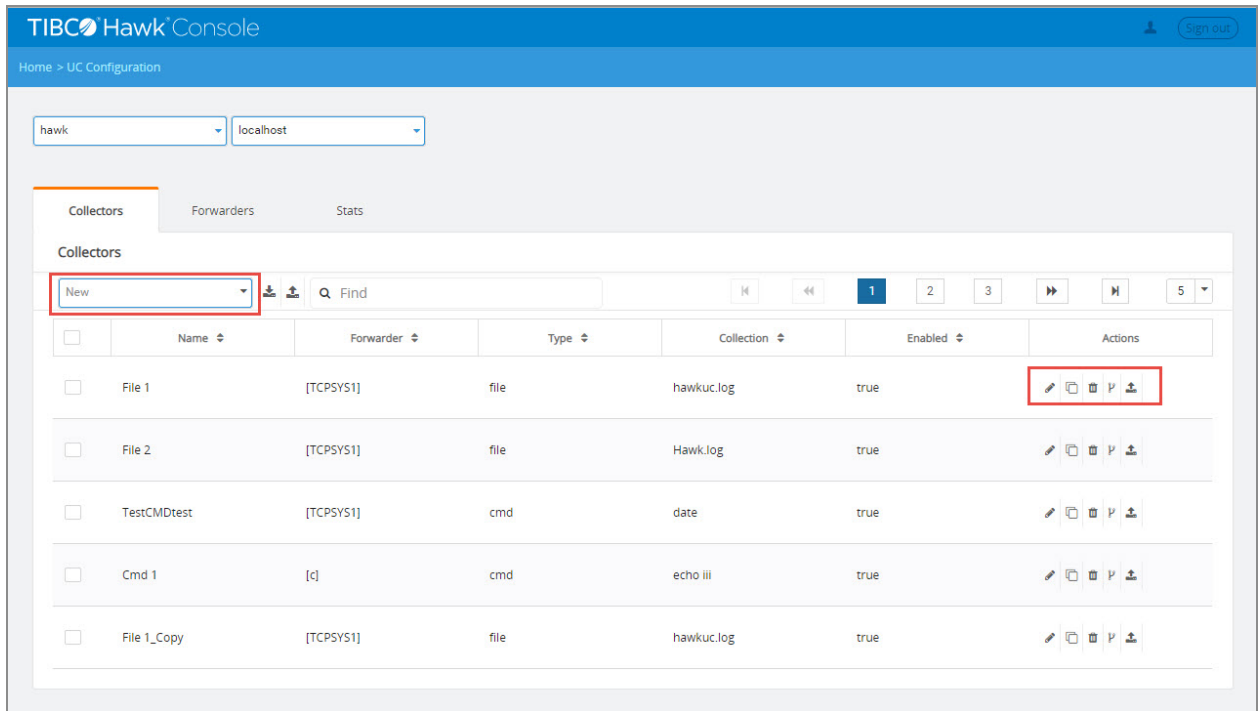 TIBCO® Hawk® Console Sign out
Home > UC Configuration
hawk localhost
Collectors Forwarders Stats
Collectors
New Find 1 2 3 5
Name Forwarder Type Collection Enabled Actions
File 1 [TCPSYS1] file hawkuc.log true
File 2 [TCPSYS1] file Hawk.log true
TestCMDtest [TCPSYS1] cmd date true
Cmd 1 [c] cmd echo iii true
File 1_Copy [TCPSYS1] file hawkuc.log true